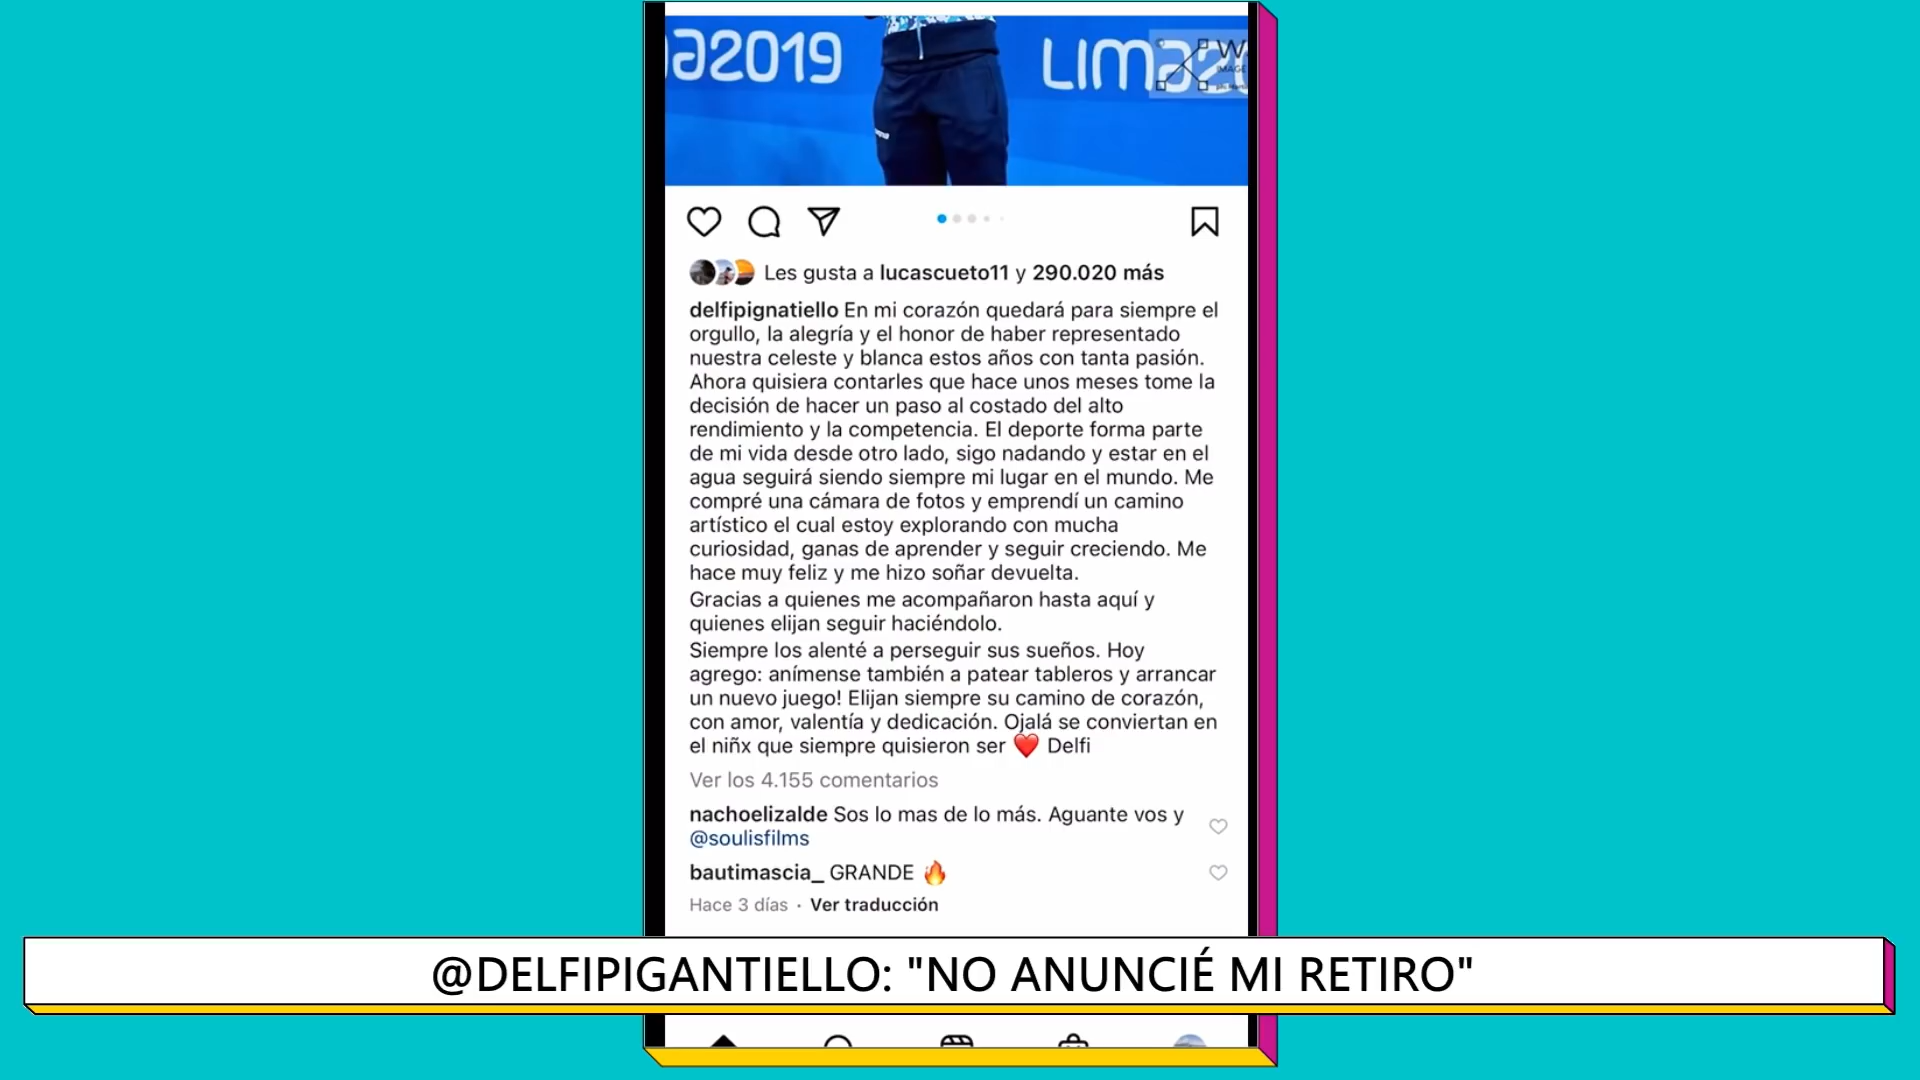 a2019
LIMA20
W
IMAGE
Les gusta a lucascueto11 y 290.020 más
delfipignatiello En mi corazón quedará para siempre el
orgullo, la alegría y el honor de haber representado
nuestra celeste y blanca estos años con tanta pasión.
Ahora quisiera contarles que hace unos meses tome la
decisión de hacer un paso al costado del alto
rendimiento y la competencia. El deporte forma parte
de mi vida desde otro lado, sigo nadando y estar en el
agua seguirá siendo siempre mi lugar en el mundo. Me
compré una cámara de fotos y emprendí un camino
artístico el cual estoy explorando con mucha
curiosidad, ganas de aprender y seguir creciendo. Me
hace muy feliz y me hizo soñar devuelta.
Gracias a quienes me acompañaron hasta aquí y
quienes elijan seguir haciéndolo.
Siempre los alenté a perseguir sus sueños. Hoy
agrego: anímense también a patear tableros y arrancar
un nuevo juego! Elijan siempre su camino de corazón,
con amor, valentía y dedicación. Ojalá se conviertan en
el niñx que siempre quisieron ser ❤️ Delfi
Ver los 4.155 comentarios
nachoelizalde Sos lo mas de lo más. Aguante vos y
@soulisfilms
bautimascia_ GRANDE 🔥
Hace 3 días · Ver traducción
@DELFIPIGANTIELLO: "NO ANUNCIÉ MI RETIRO"